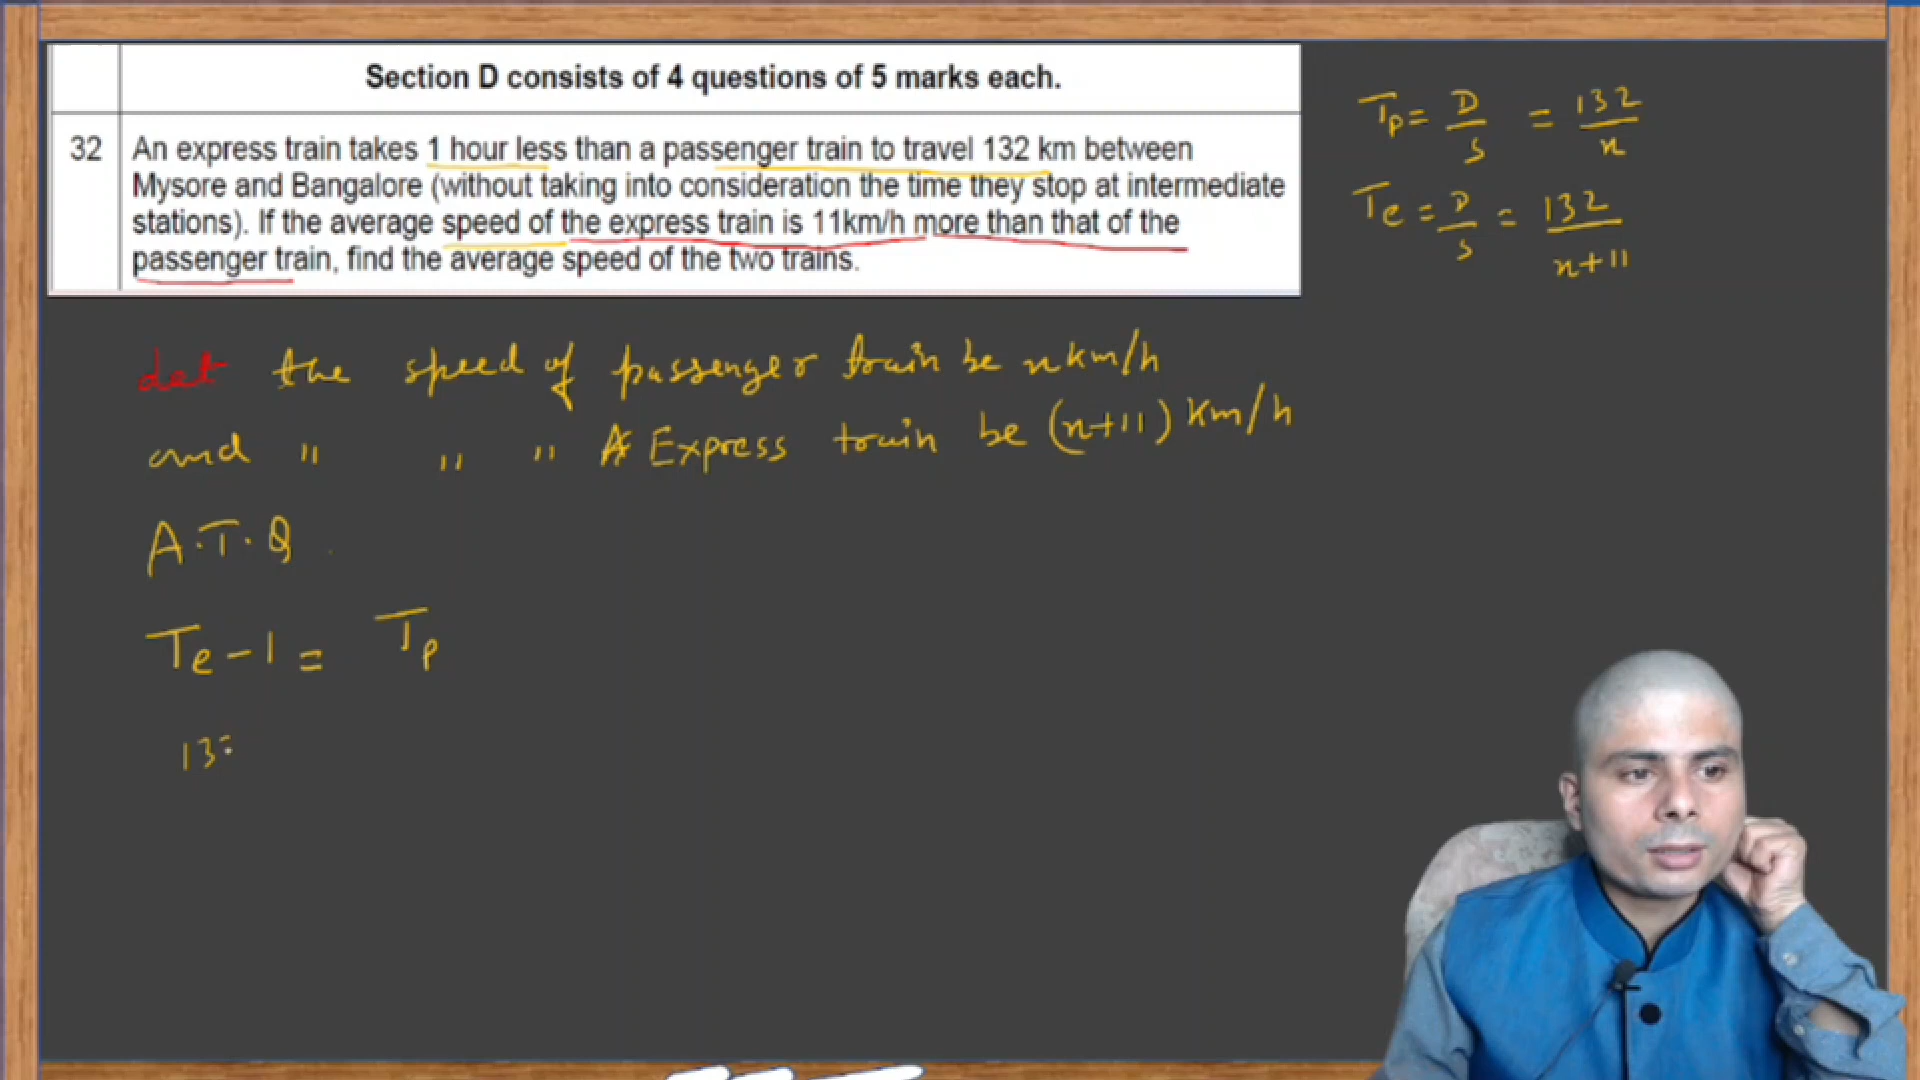 Section D consists of 4 questions of 5 marks each.
32 An express train takes 1 hour less than a passenger train to travel 132 km between
Mysore and Bangalore (without taking into consideration the time they stop at intermediate
stations). If the average speed of the express train is 11km/h more than that of the
passenger train, find the average speed of the two trains.
Tp = D/S = 132/x
Te = D/S = 132/x+11
let the speed of passenger train be x km/h
and " " " Express train be (x+11) km/h
A.T.Q
Te - 1 = Tp
13